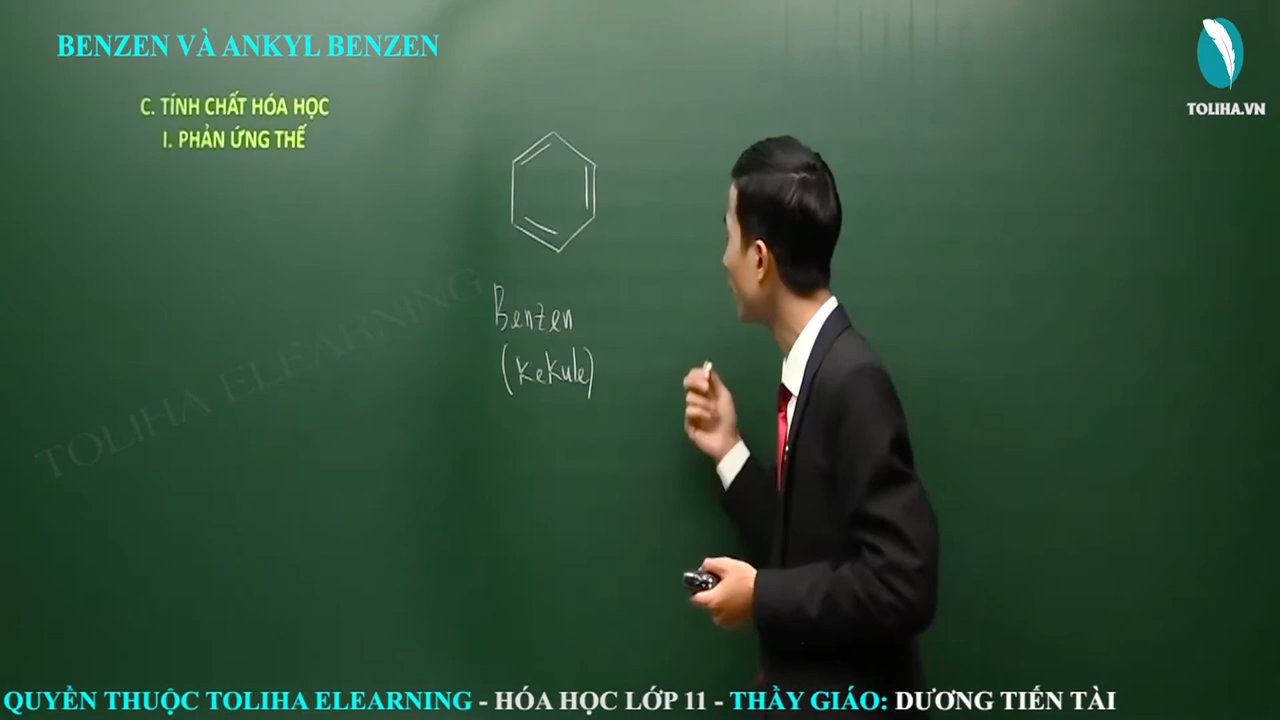 BENZEN VÀ ANKYL BENZEN
C. TÍNH CHẤT HÓA HỌC
I. PHẢN ỨNG THẾ
TOLIHA.VN
Benzen
(Kekule)
TOLIHA ELEARNING
QUYỀN THUỘC TOLIHA ELEARNING - HÓA HỌC LỚP 11 - THẦY GIÁO: DƯƠNG TIẾN TÀI